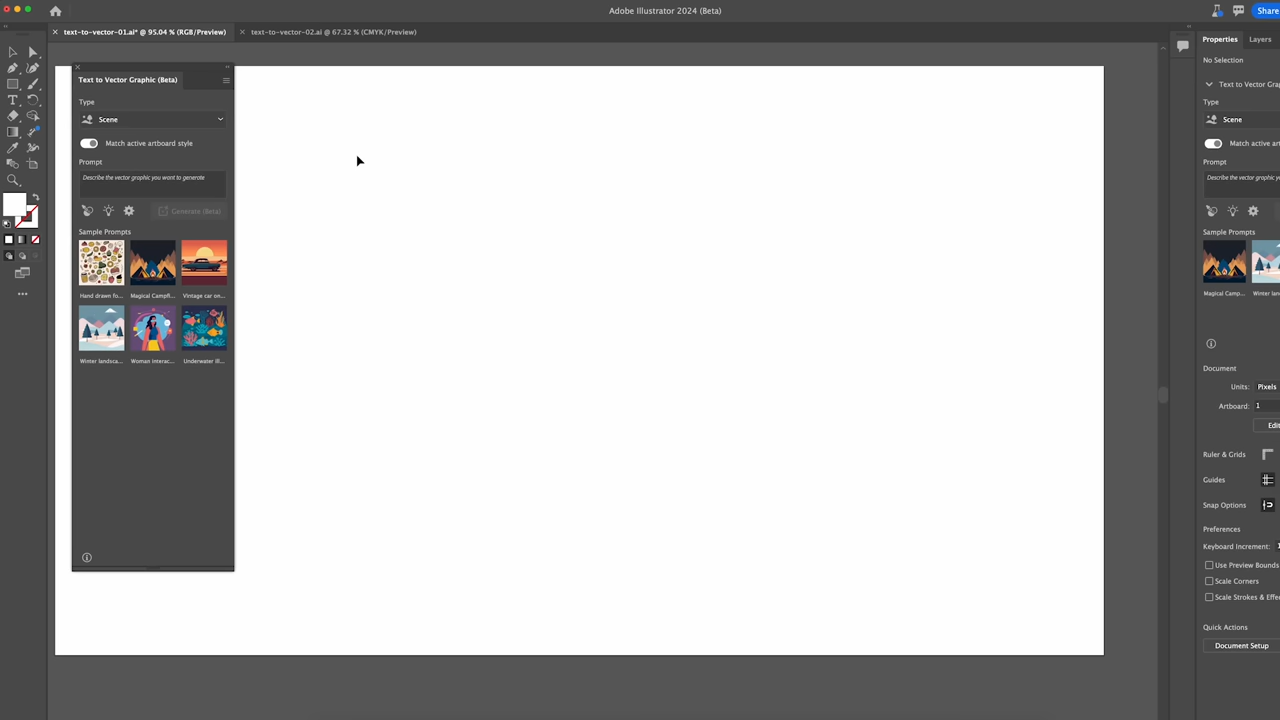 Adobe Illustrator 2024 (Beta)
Share
text-to-vector-01.ai* @ 95.04 % (RGB/Preview)
text-to-vector-02.ai @ 67.32 % (CMYK/Preview)
Text to Vector Graphic (Beta)
Type
Scene
Match active artboard style
Prompt
Describe the vector graphic you want to generate
Generate (Beta)
Sample Prompts
Hand drawn fo...
Magical Campfi...
Vintage car on...
Winter landsca...
Woman interac...
Underwater ill...
Properties
Layers
No Selection
Text to Vector Gra
Type
Scene
Match active art
Prompt
Describe the vector graphic yo
Sample Prompts
Magical Camp...
Winter lan
Document
Units: Pixels
Artboard: 1
Edit
Ruler & Grids
Guides
Snap Options
Preferences
Keyboard Increment: 1
Use Preview Bounds
Scale Corners
Scale Strokes & Effe
Quick Actions
Document Setup